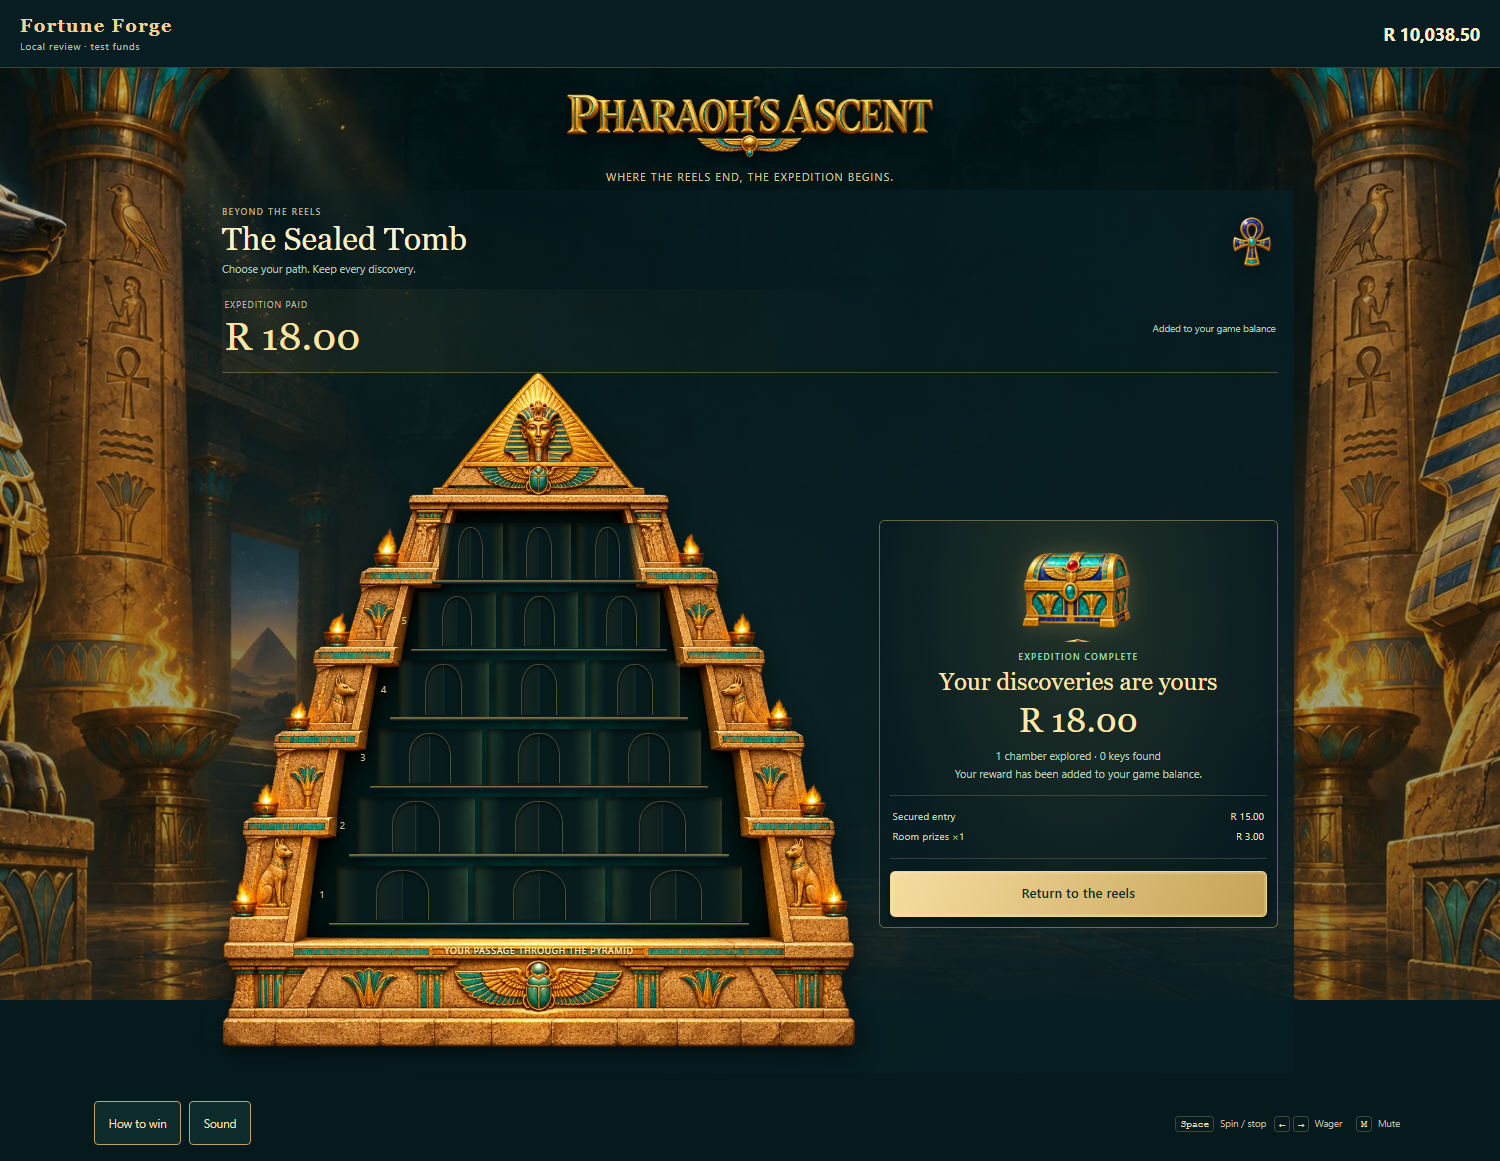 Fortune Forge
Local review · test funds
R 10,038.50
PHARAOH'S ASCENT
WHERE THE REELS END, THE EXPEDITION BEGINS.
BEYOND THE REELS
The Sealed Tomb
Choose your path. Keep every discovery.
EXPEDITION PAID
R 18.00
Added to your game balance
5
4
3
2
1
YOUR PASSAGE THROUGH THE PYRAMID
EXPEDITION COMPLETE
Your discoveries are yours
R 18.00
1 chamber explored · 0 keys found
Your reward has been added to your game balance.
Secured entry R 15.00
Room prizes ×1 R 3.00
Return to the reels
How to win
Sound
Space Spin / stop ← → Wager M Mute